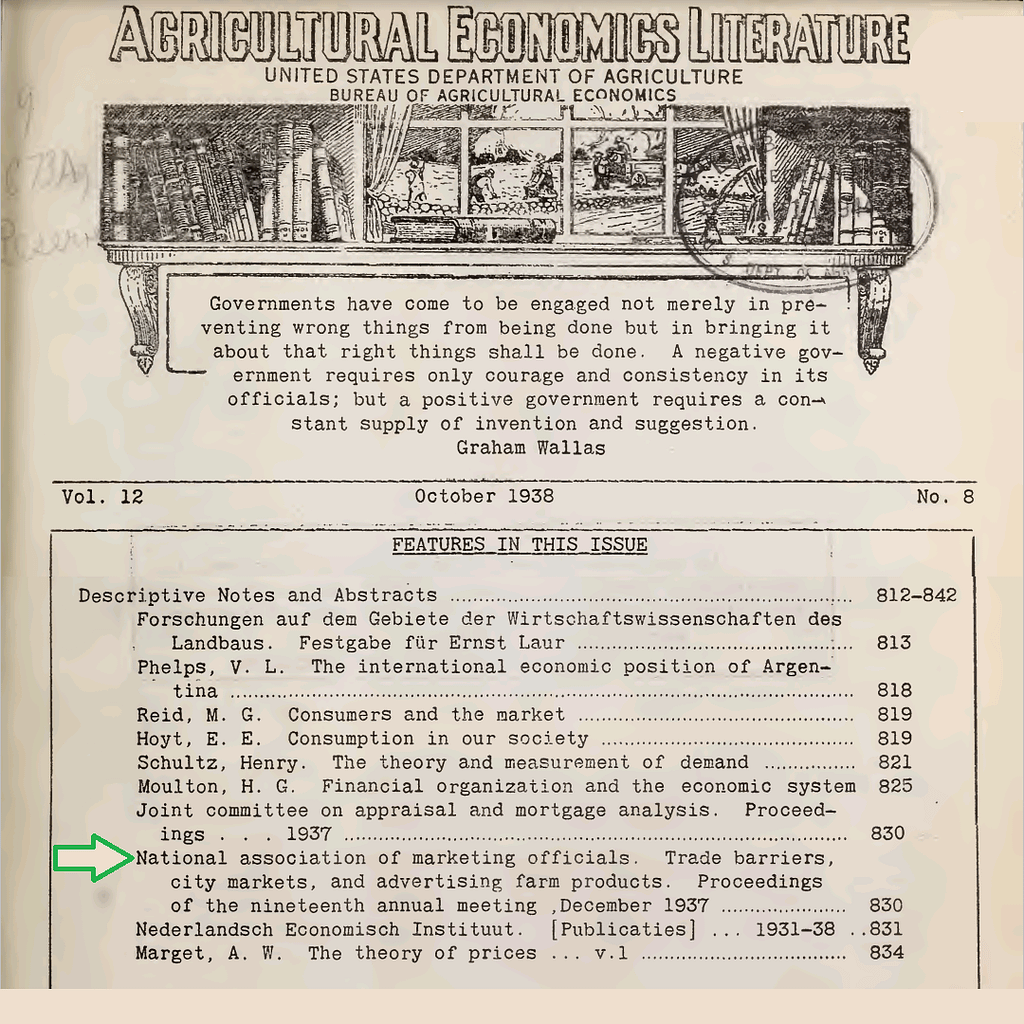 AGRICULTURAL ECONOMICS LITERATURE
UNITED STATES DEPARTMENT OF AGRICULTURE
BUREAU OF AGRICULTURAL ECONOMICS
Governments have come to be engaged not merely in pre-
venting wrong things from being done but in bringing it
about that right things shall be done. A negative gov-
ernment requires only courage and consistency in its
officials; but a positive government requires a con-
stant supply of invention and suggestion.
Graham Wallas
Vol. 12 October 1938 No. 8
FEATURES IN THIS ISSUE
Descriptive Notes and Abstracts ........................................ 812-842
Forschungen auf dem Gebiete der Wirtschaftswissenschaften des
Landbaus. Festgabe für Ernst Laur ........................... 813
Phelps, V. L. The international economic position of Argen-
tina .............................................................. 818
Reid, M. G. Consumers and the market ............................ 819
Hoyt, E. E. Consumption in our society ......................... 819
Schultz, Henry. The theory and measurement of demand ............... 821
Moulton, H. G. Financial organization and the economic system 825
Joint committee on appraisal and mortgage analysis. Proceed-
ings . . . 1937 .................................................. 830
National association of marketing officials. Trade barriers,
city markets, and advertising farm products. Proceedings
of the nineteenth annual meeting ,December 1937 ............. 830
Nederlandsch Economisch Instituut. [Publicaties] ... 1931-38 ..831
Marget, A. W. The theory of prices ... v.1 ..................... 834